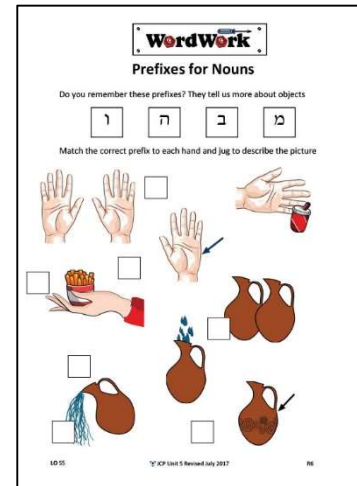 WordWork
Prefixes for Nouns
Do you remember these prefixes? They tell us more about objects
ו ה ב מ
Match the correct prefix to each hand and jug to describe the picture
LO 55 JCP Unit 5 Revised July 2017 R6